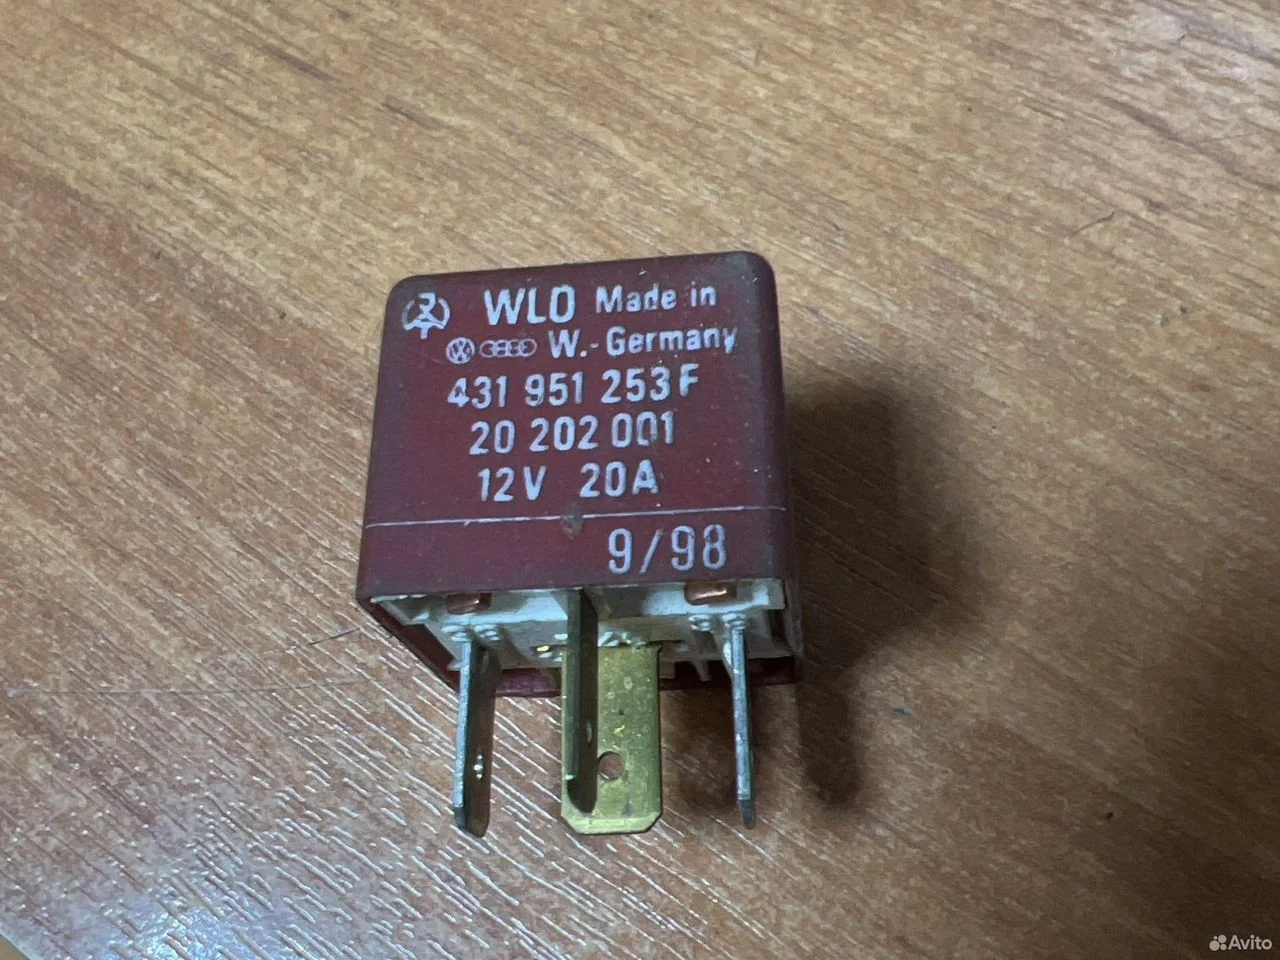 WLO Made in
W.-Germany
431 951 253 F
20 202 001
12V 20A
9/98
Avito